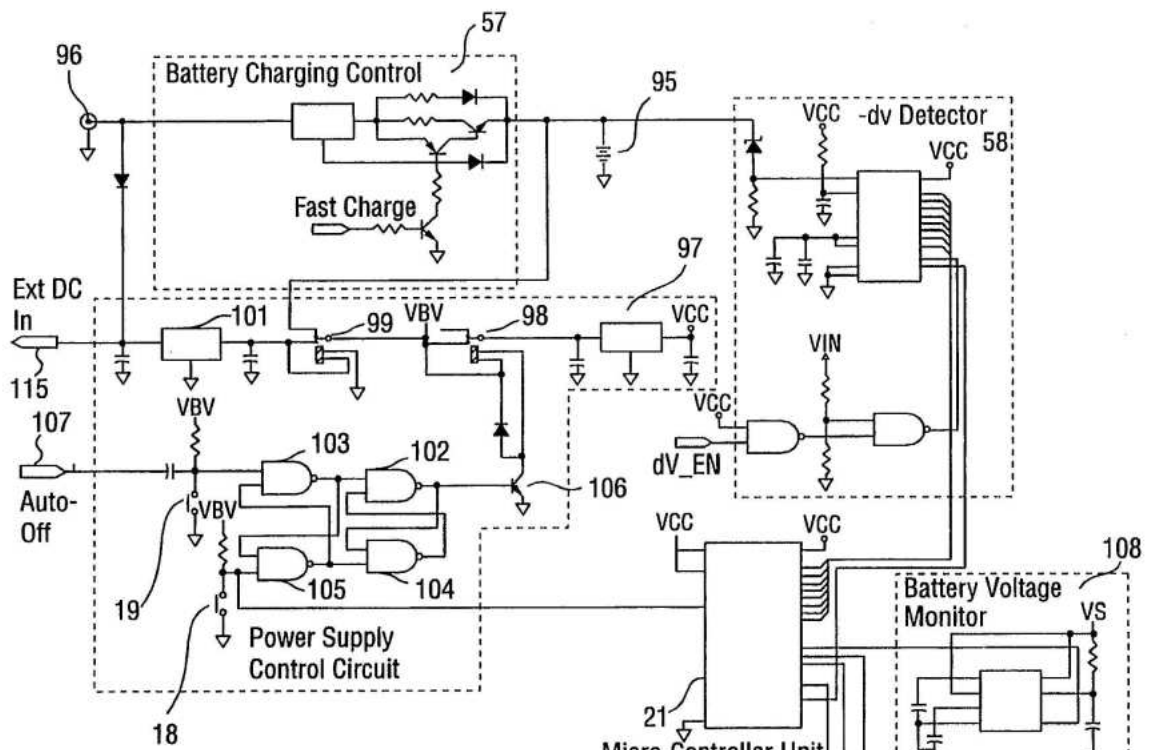 57
96
Battery Charging Control
95
VCC
-dv Detector
58
VCC
Fast Charge
97
Ext DC
In
101
99
VBV
98
VCC
VIN
115
107
VBV
VCC
103
102
dV_EN
106
Auto-
Off
VBV
VCC
VCC
105
104
108
19
Battery Voltage
Monitor
VS
Power Supply
Control Circuit
18
21
Micro Controller Unit